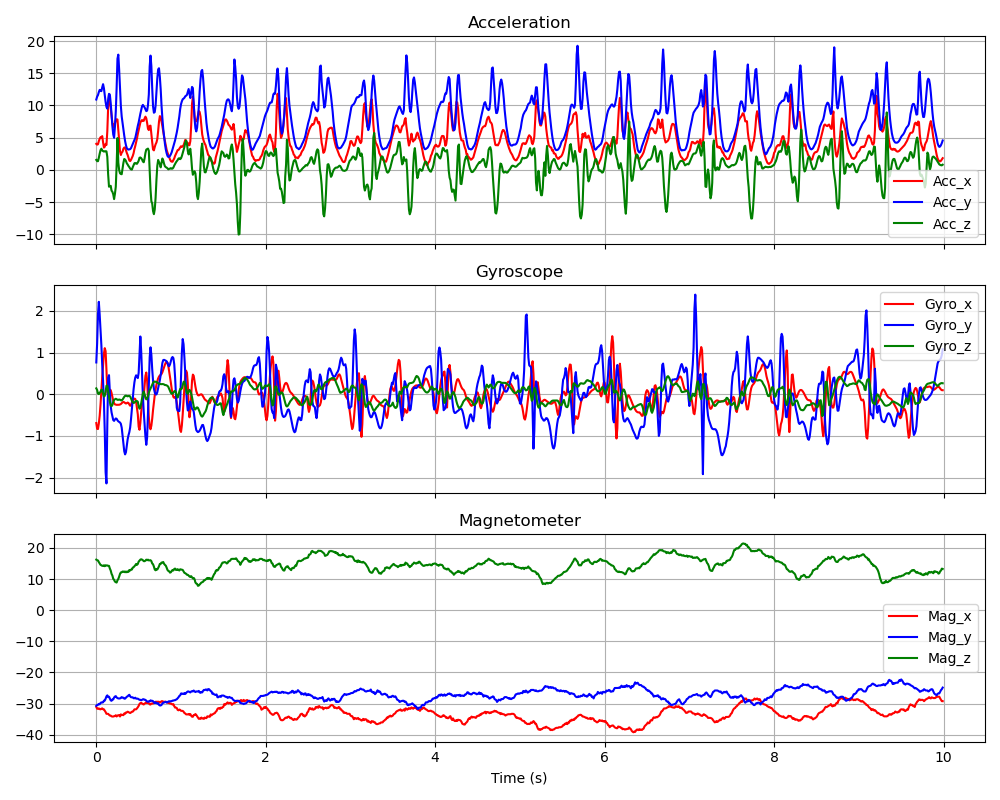 Acceleration
20
15
10
5
0
−5
−10
Acc_x
Acc_y
Acc_z
Gyroscope
2
1
0
−1
−2
Gyro_x
Gyro_y
Gyro_z
Magnetometer
20
10
0
−10
−20
−30
−40
Mag_x
Mag_y
Mag_z
0 2 4 6 8 10
Time (s)